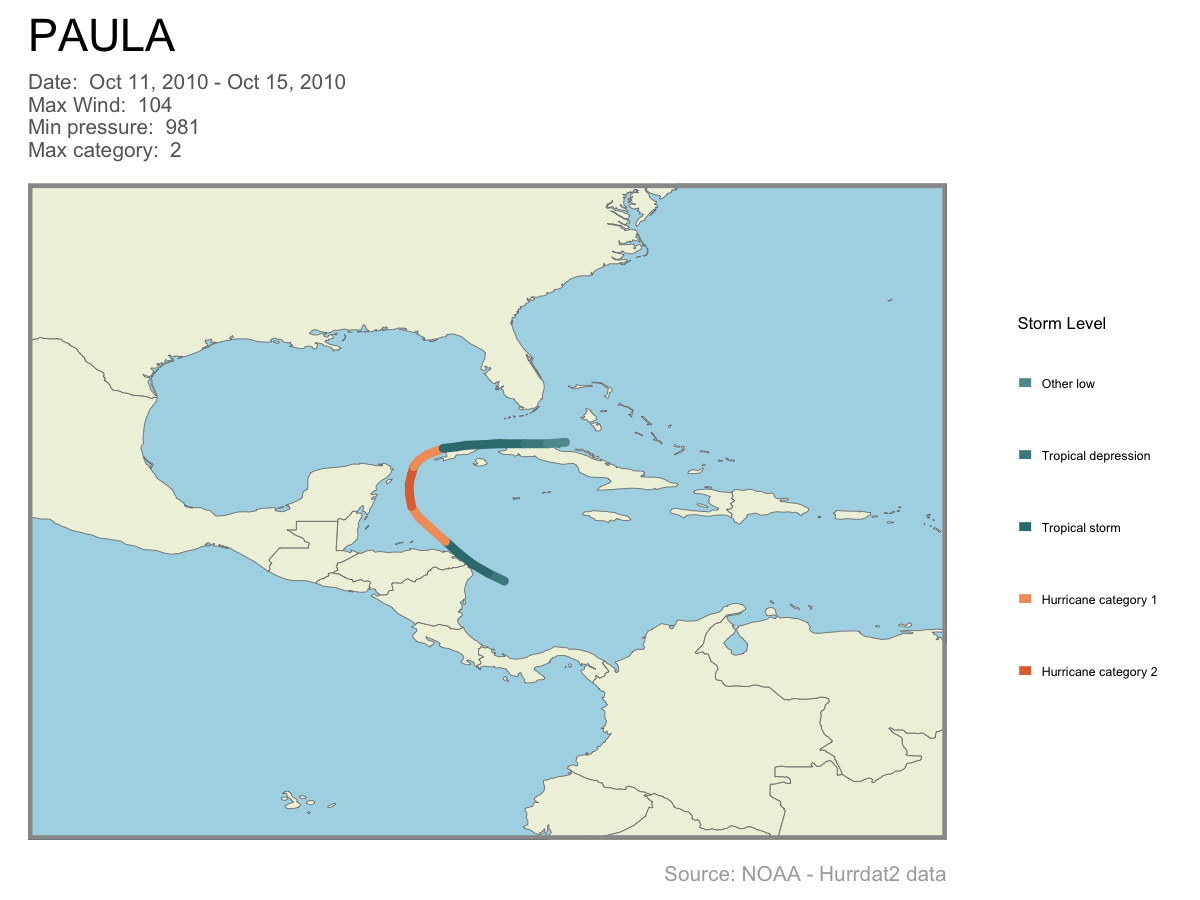 PAULA
Date:  Oct 11, 2010 - Oct 15, 2010
Max Wind:  104
Min pressure:  981
Max category:  2
Storm Level
Other low
Tropical depression
Tropical storm
Hurricane category 1
Hurricane category 2
Source: NOAA - Hurrdat2 data